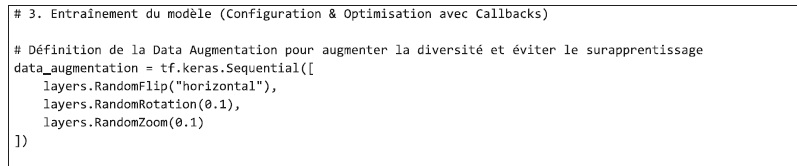 # 3. Entraînement du modèle (Configuration & Optimisation avec Callbacks)
# Définition de la Data Augmentation pour augmenter la diversité et éviter le surapprentissage
data_augmentation = tf.keras.Sequential([
    layers.RandomFlip("horizontal"),
    layers.RandomRotation(0.1),
    layers.RandomZoom(0.1)
])